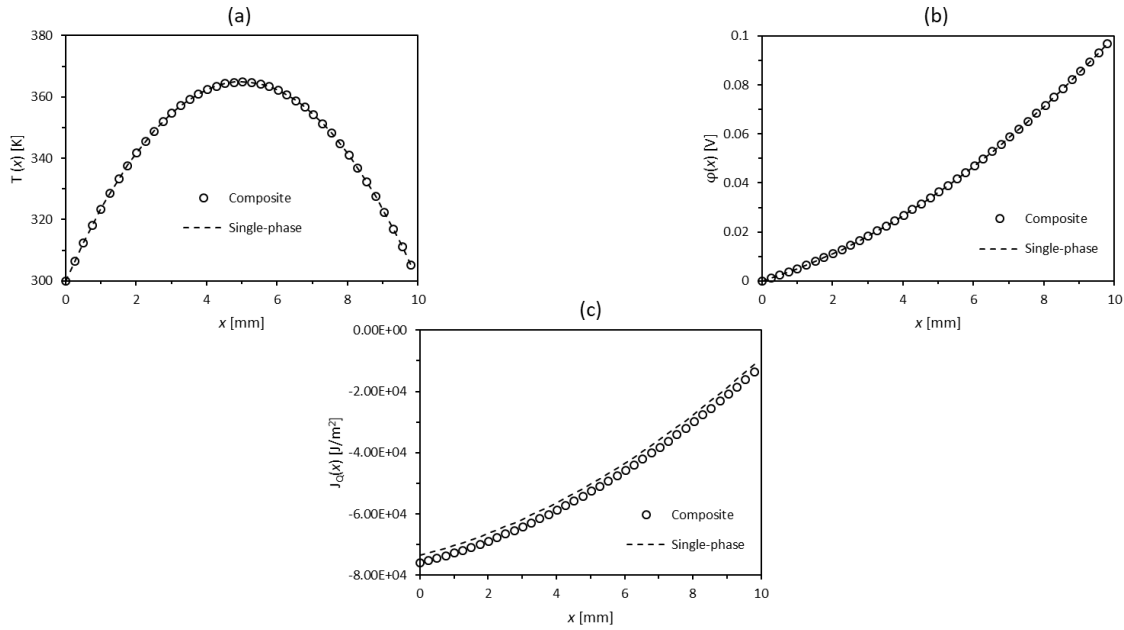 (a)
380
360
340
320
300
T (x) [K]
Composite
Single-phase
0 2 4 6 8 10
x [mm]
(b)
0.1
0.08
0.06
0.04
0.02
0
φ(x) [V]
Composite
Single-phase
0 2 4 6 8 10
x [mm]
(c)
0.00E+00
-2.00E+04
-4.00E+04
-6.00E+04
-8.00E+04
J_Q(x) [J/m²]
Composite
Single-phase
0 2 4 6 8 10
x [mm]